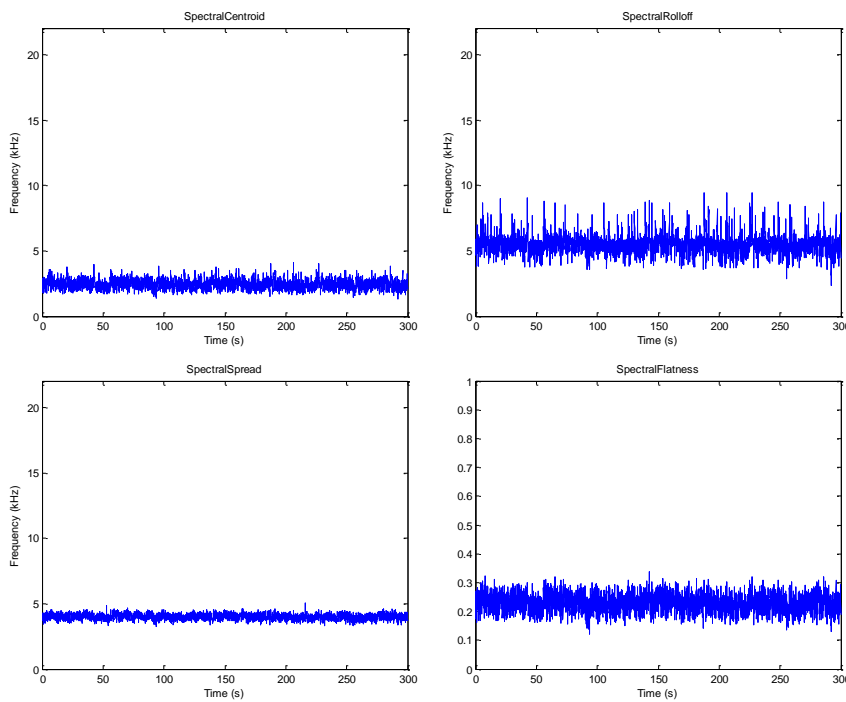 SpectralCentroid
20
15
10
5
0
Frequency (kHz)
0 50 100 150 200 250 300
Time (s)
SpectralRolloff
20
15
10
5
0
Frequency (kHz)
0 50 100 150 200 250 300
Time (s)
SpectralSpread
20
15
10
5
0
Frequency (kHz)
0 50 100 150 200 250 300
Time (s)
SpectralFlatness
1
0.9
0.8
0.7
0.6
0.5
0.4
0.3
0.2
0.1
0
0 50 100 150 200 250 300
Time (s)